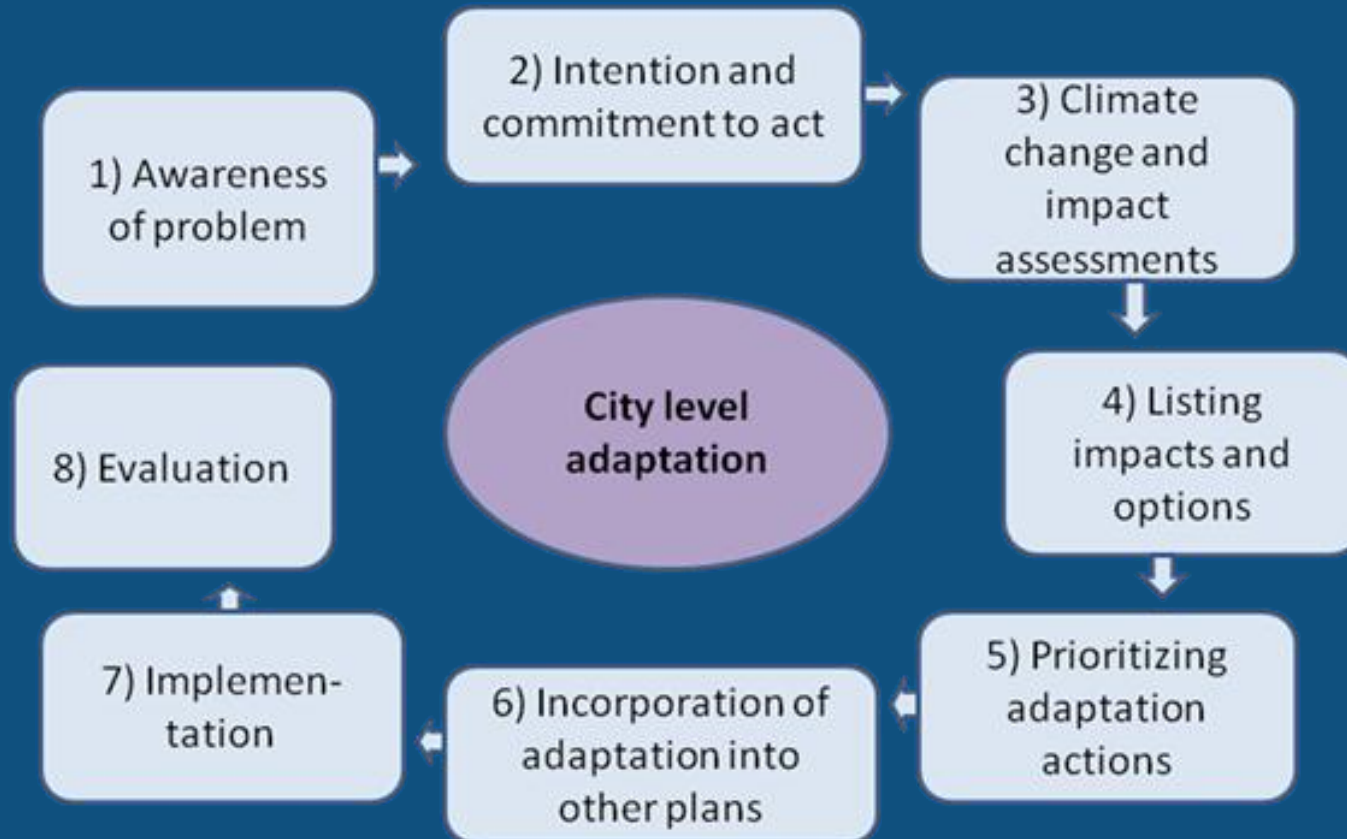 1) Awareness
of problem
2) Intention and
commitment to act
3) Climate
change and
impact
assessments
4) Listing
impacts and
options
5) Prioritizing
adaptation
actions
6) Incorporation of
adaptation into
other plans
7) Implemen-
tation
8) Evaluation
City level
adaptation